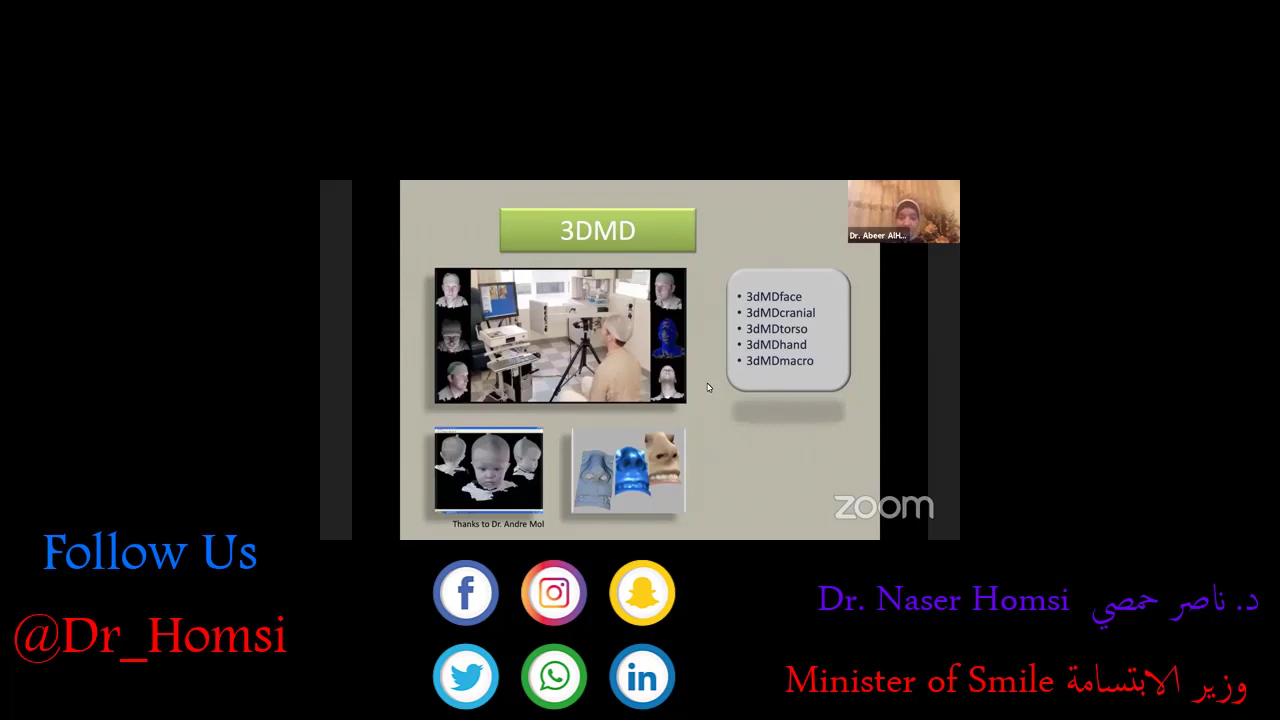 3DMD
Dr. Abeer AlH...
• 3dMDface
• 3dMDcranial
• 3dMDtorso
• 3dMDhand
• 3dMDmacro
Thanks to Dr. Andre Mol
zoom
Follow Us
@Dr_Homsi
Dr. Naser Homsi د. ناصر حمصي
Minister of Smile وزير الابتسامة